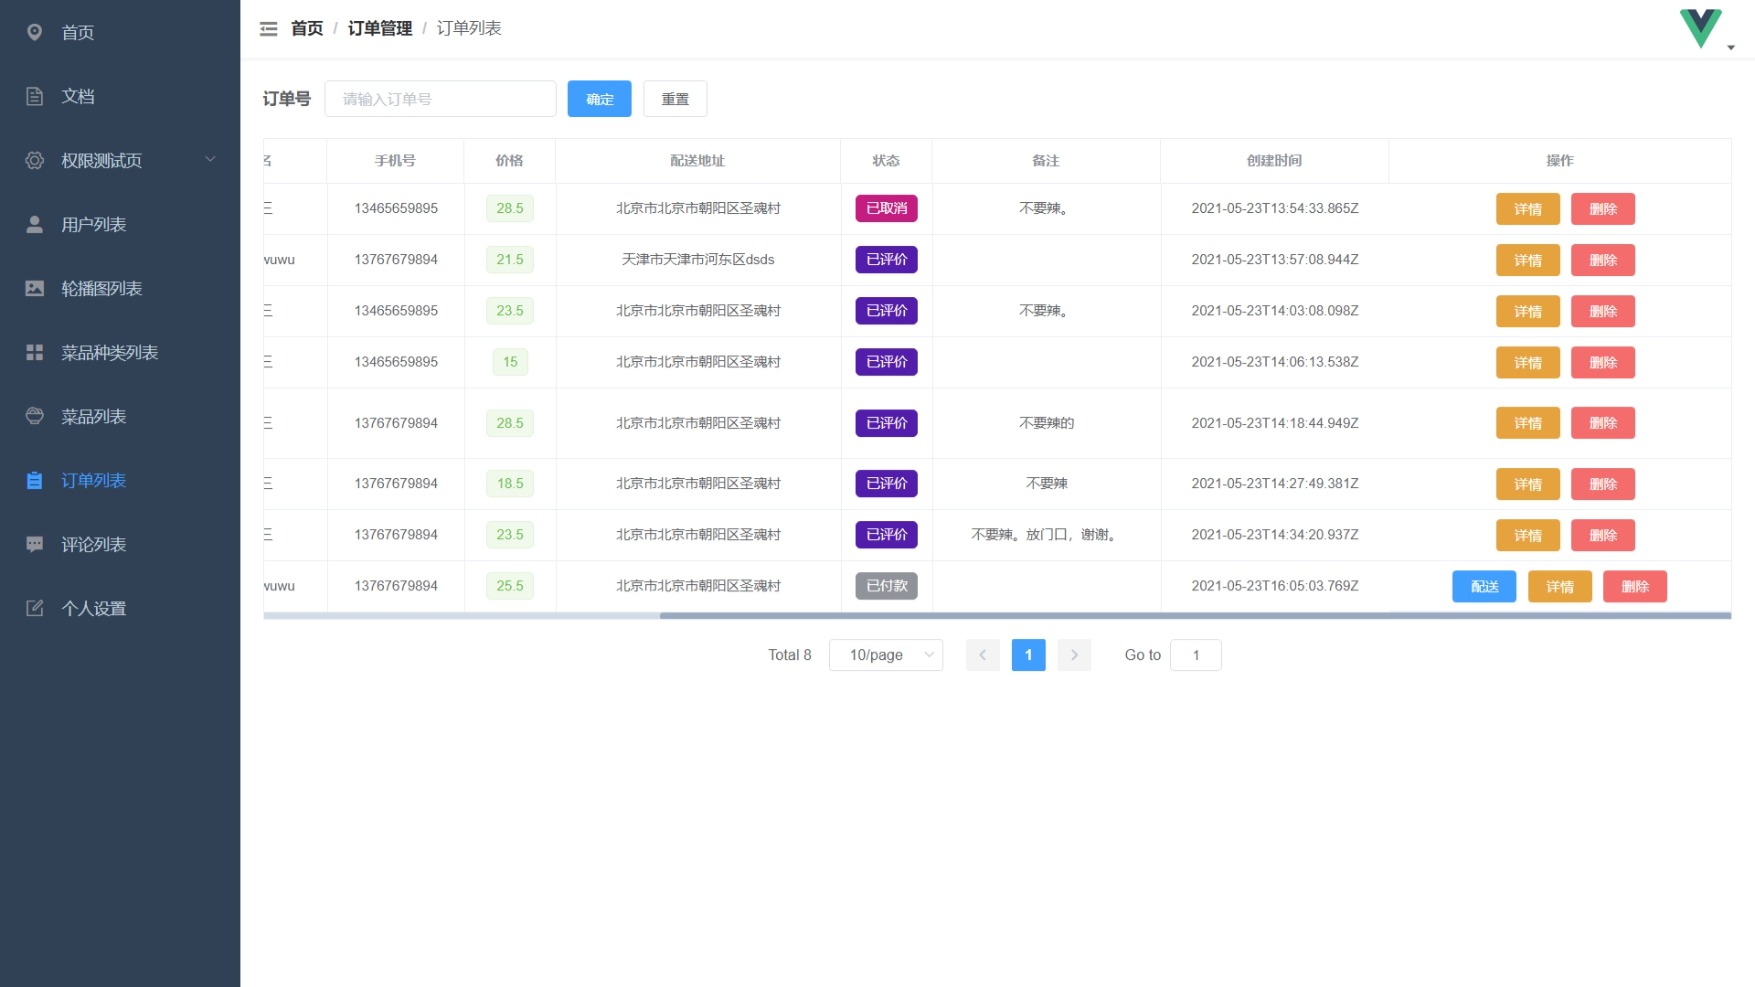 首页
文档
权限测试页
用户列表
轮播图列表
菜品种类列表
菜品列表
订单列表
评论列表
个人设置
首页 / 订单管理 / 订单列表
订单号 请输入订单号 确定 重置
手机号 价格 配送地址 状态 备注 创建时间 操作
三 13465659895 28.5 北京市北京市朝阳区圣魂村 已取消 不要辣。 2021-05-23T13:54:33.865Z 详情 删除
wuwu 13767679894 21.5 天津市天津市河东区dsds 已评价 2021-05-23T13:57:08.944Z 详情 删除
三 13465659895 23.5 北京市北京市朝阳区圣魂村 已评价 不要辣。 2021-05-23T14:03:08.098Z 详情 删除
三 13465659895 15 北京市北京市朝阳区圣魂村 已评价 2021-05-23T14:06:13.538Z 详情 删除
三 13767679894 28.5 北京市北京市朝阳区圣魂村 已评价 不要辣的 2021-05-23T14:18:44.949Z 详情 删除
三 13767679894 18.5 北京市北京市朝阳区圣魂村 已评价 不要辣 2021-05-23T14:27:49.381Z 详情 删除
三 13767679894 23.5 北京市北京市朝阳区圣魂村 已评价 不要辣。放门口，谢谢。 2021-05-23T14:34:20.937Z 详情 删除
wuwu 13767679894 25.5 北京市北京市朝阳区圣魂村 已付款 2021-05-23T16:05:03.769Z 配送 详情 删除
Total 8 10/page 1 Go to 1